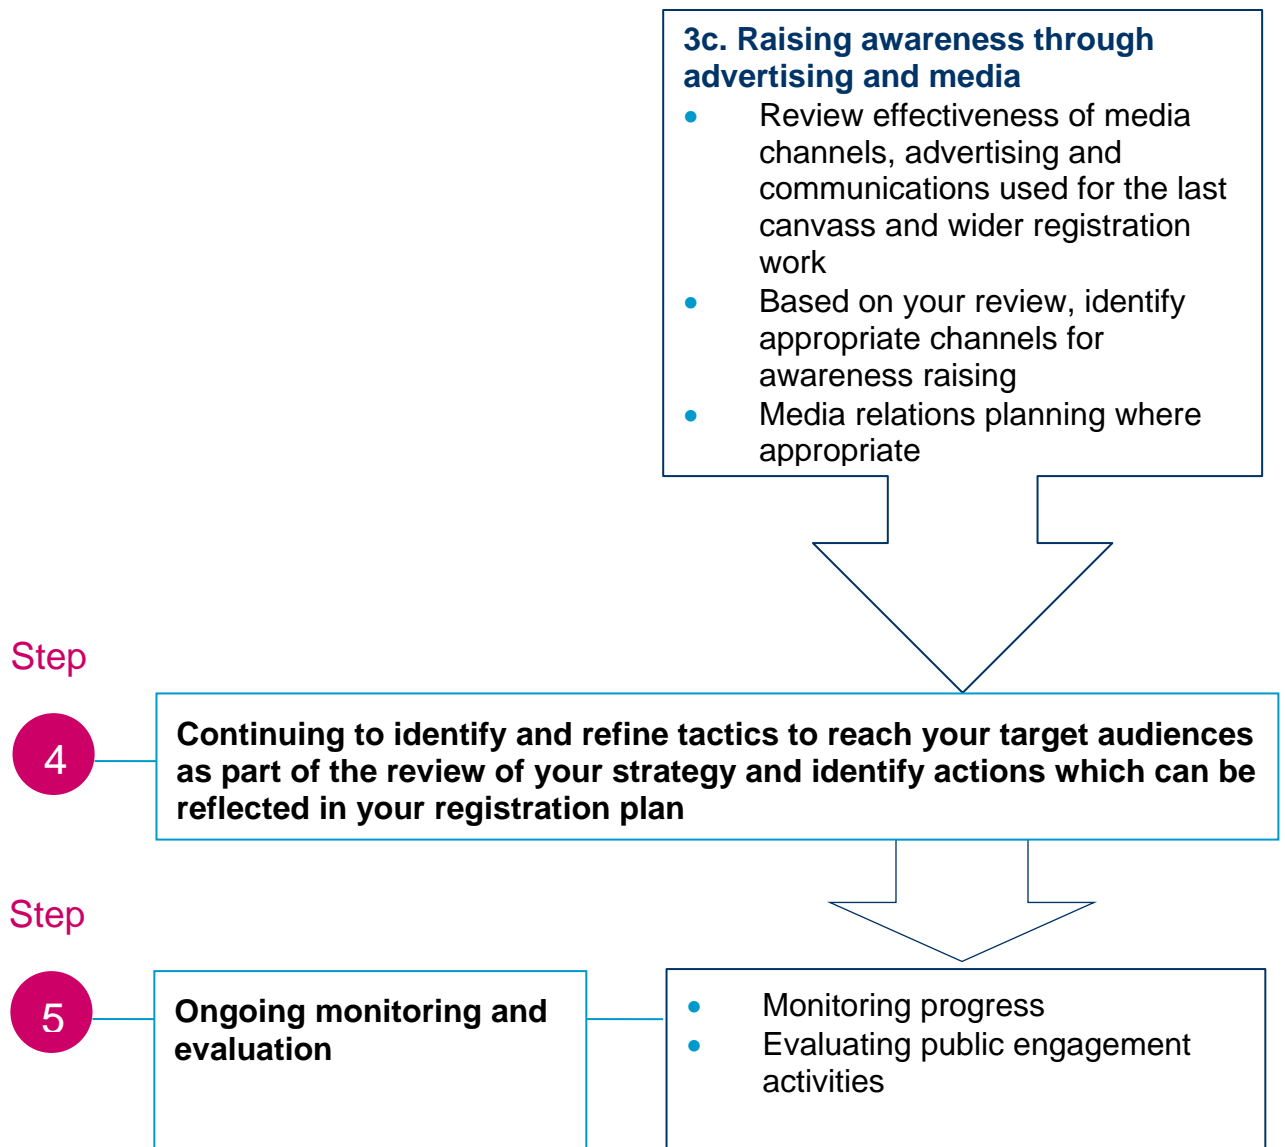 3c. Raising awareness through
advertising and media
• Review effectiveness of media
channels, advertising and
communications used for the last
canvass and wider registration
work
• Based on your review, identify
appropriate channels for
awareness raising
• Media relations planning where
appropriate
Step
4
Continuing to identify and refine tactics to reach your target audiences
as part of the review of your strategy and identify actions which can be
reflected in your registration plan
Step
5
Ongoing monitoring and
evaluation
• Monitoring progress
• Evaluating public engagement
activities